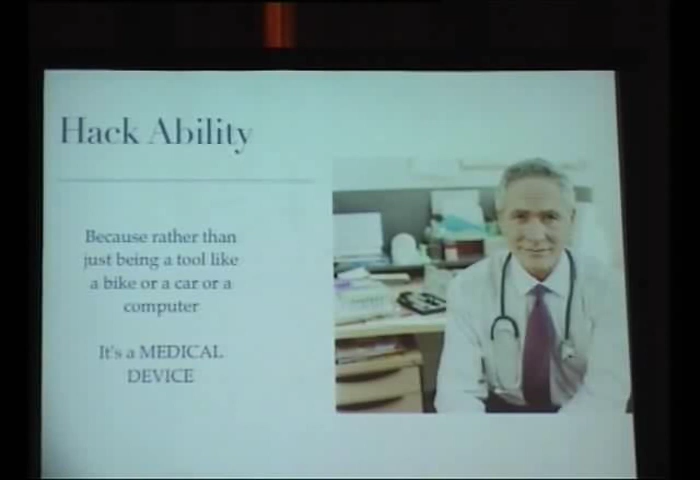 Hack Ability
Because rather than
just being a tool like
a bike or a car or a
computer
It's a MEDICAL
DEVICE